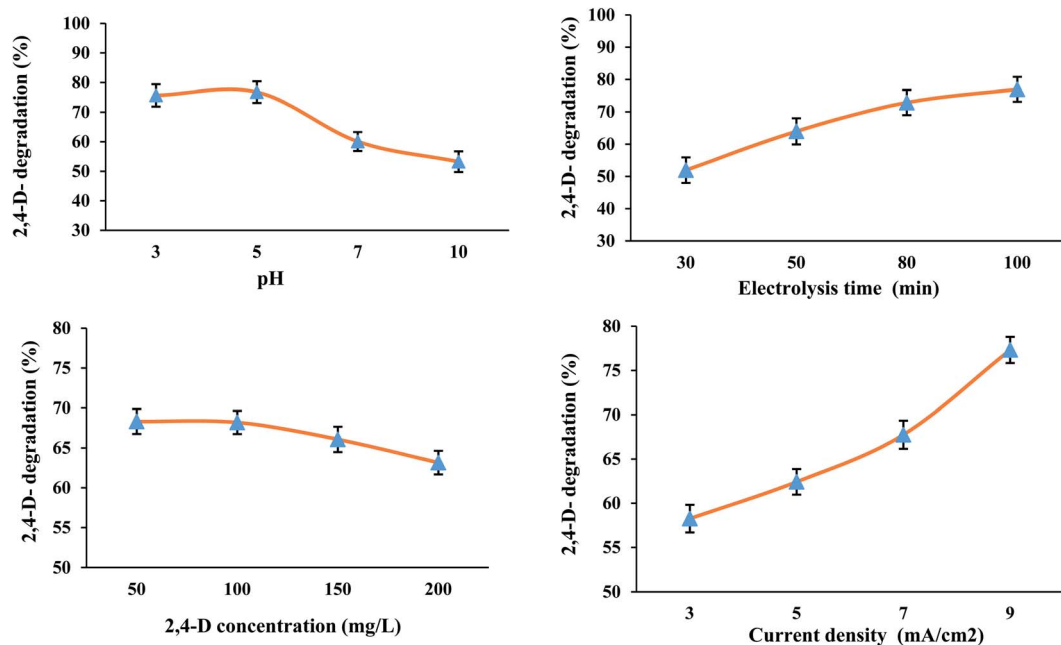 2,4-D- degradation (%)
100
90
80
70
60
50
40
30
3 5 7 10
pH
2,4-D- degradation (%)
100
90
80
70
60
50
40
30
30 50 80 100
Electrolysis time (min)
2,4-D- degradation (%)
80
75
70
65
60
55
50
50 100 150 200
2,4-D concentration (mg/L)
2,4-D- degradation (%)
80
75
70
65
60
55
50
3 5 7 9
Current density (mA/cm2)